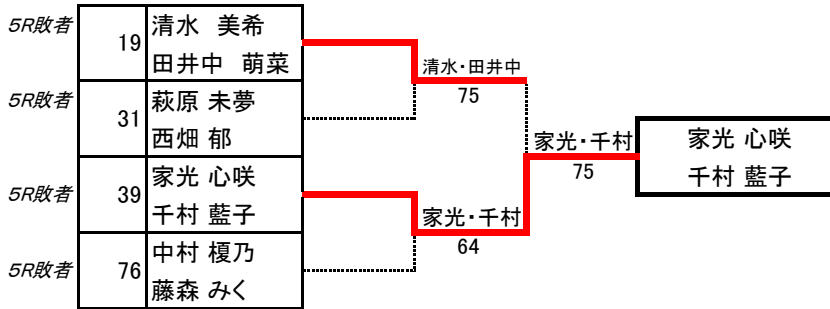 5R敗者 19 清水 美希
田井中 萌菜
清水・田井中
75
5R敗者 31 萩原 未夢
西畑 郁
家光・千村
75
家光 心咲
千村 藍子
5R敗者 39 家光 心咲
千村 藍子
家光・千村
64
5R敗者 76 中村 榎乃
藤森 みく